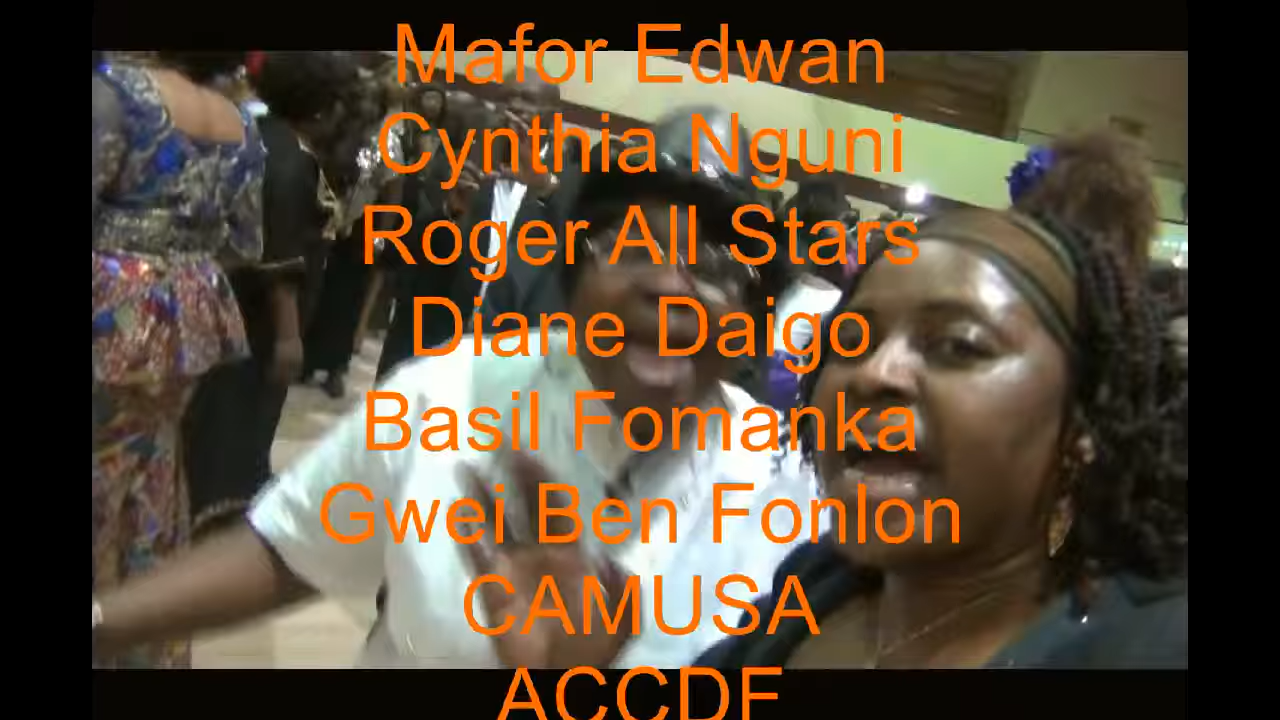 Mafor Edwan
Cynthia Nguni
Roger All Stars
Diane Daigo
Basil Fomanka
Gwei Ben Fonlon
CAMUSA
ACCDF